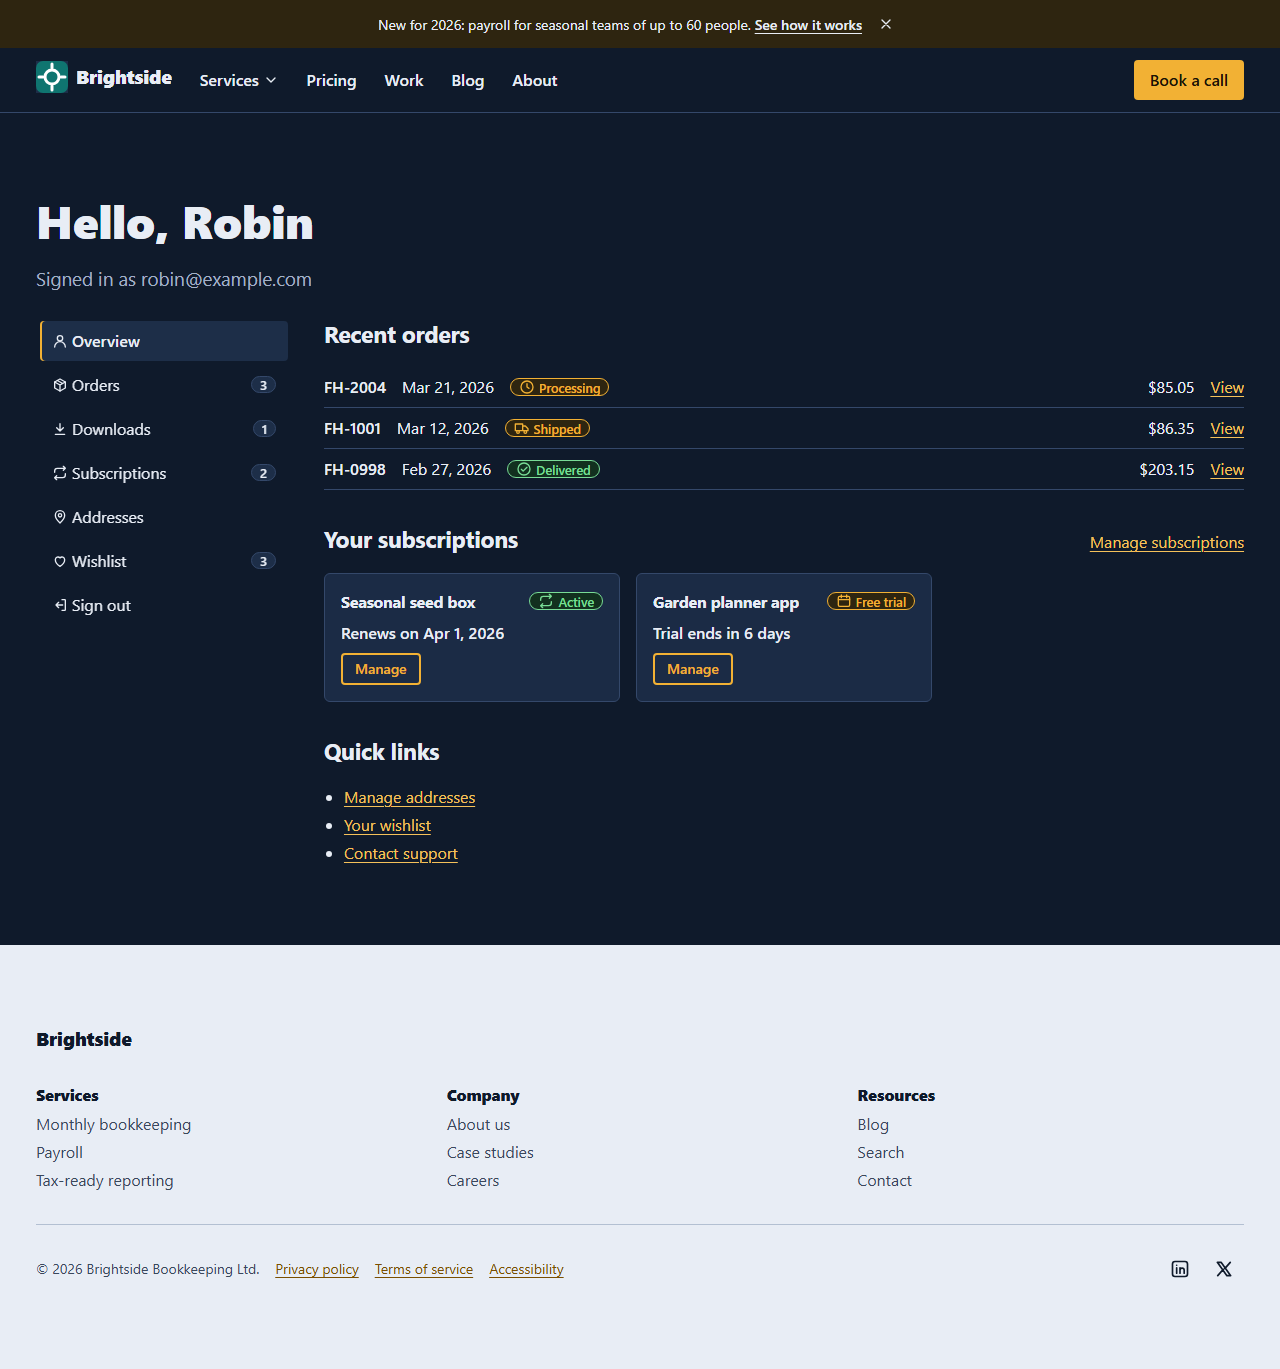 New for 2026: payroll for seasonal teams of up to 60 people. See how it works
Brightside Services Pricing Work Blog About Book a call
Hello, Robin
Signed in as robin@example.com
Overview
Orders 3
Downloads 1
Subscriptions 2
Addresses
Wishlist 3
Sign out
Recent orders
FH-2004 Mar 21, 2026 Processing $85.05 View
FH-1001 Mar 12, 2026 Shipped $86.35 View
FH-0998 Feb 27, 2026 Delivered $203.15 View
Your subscriptions Manage subscriptions
Seasonal seed box Active
Renews on Apr 1, 2026
Manage
Garden planner app Free trial
Trial ends in 6 days
Manage
Quick links
Manage addresses
Your wishlist
Contact support
Brightside
Services
Monthly bookkeeping
Payroll
Tax-ready reporting
Company
About us
Case studies
Careers
Resources
Blog
Search
Contact
© 2026 Brightside Bookkeeping Ltd. Privacy policy Terms of service Accessibility